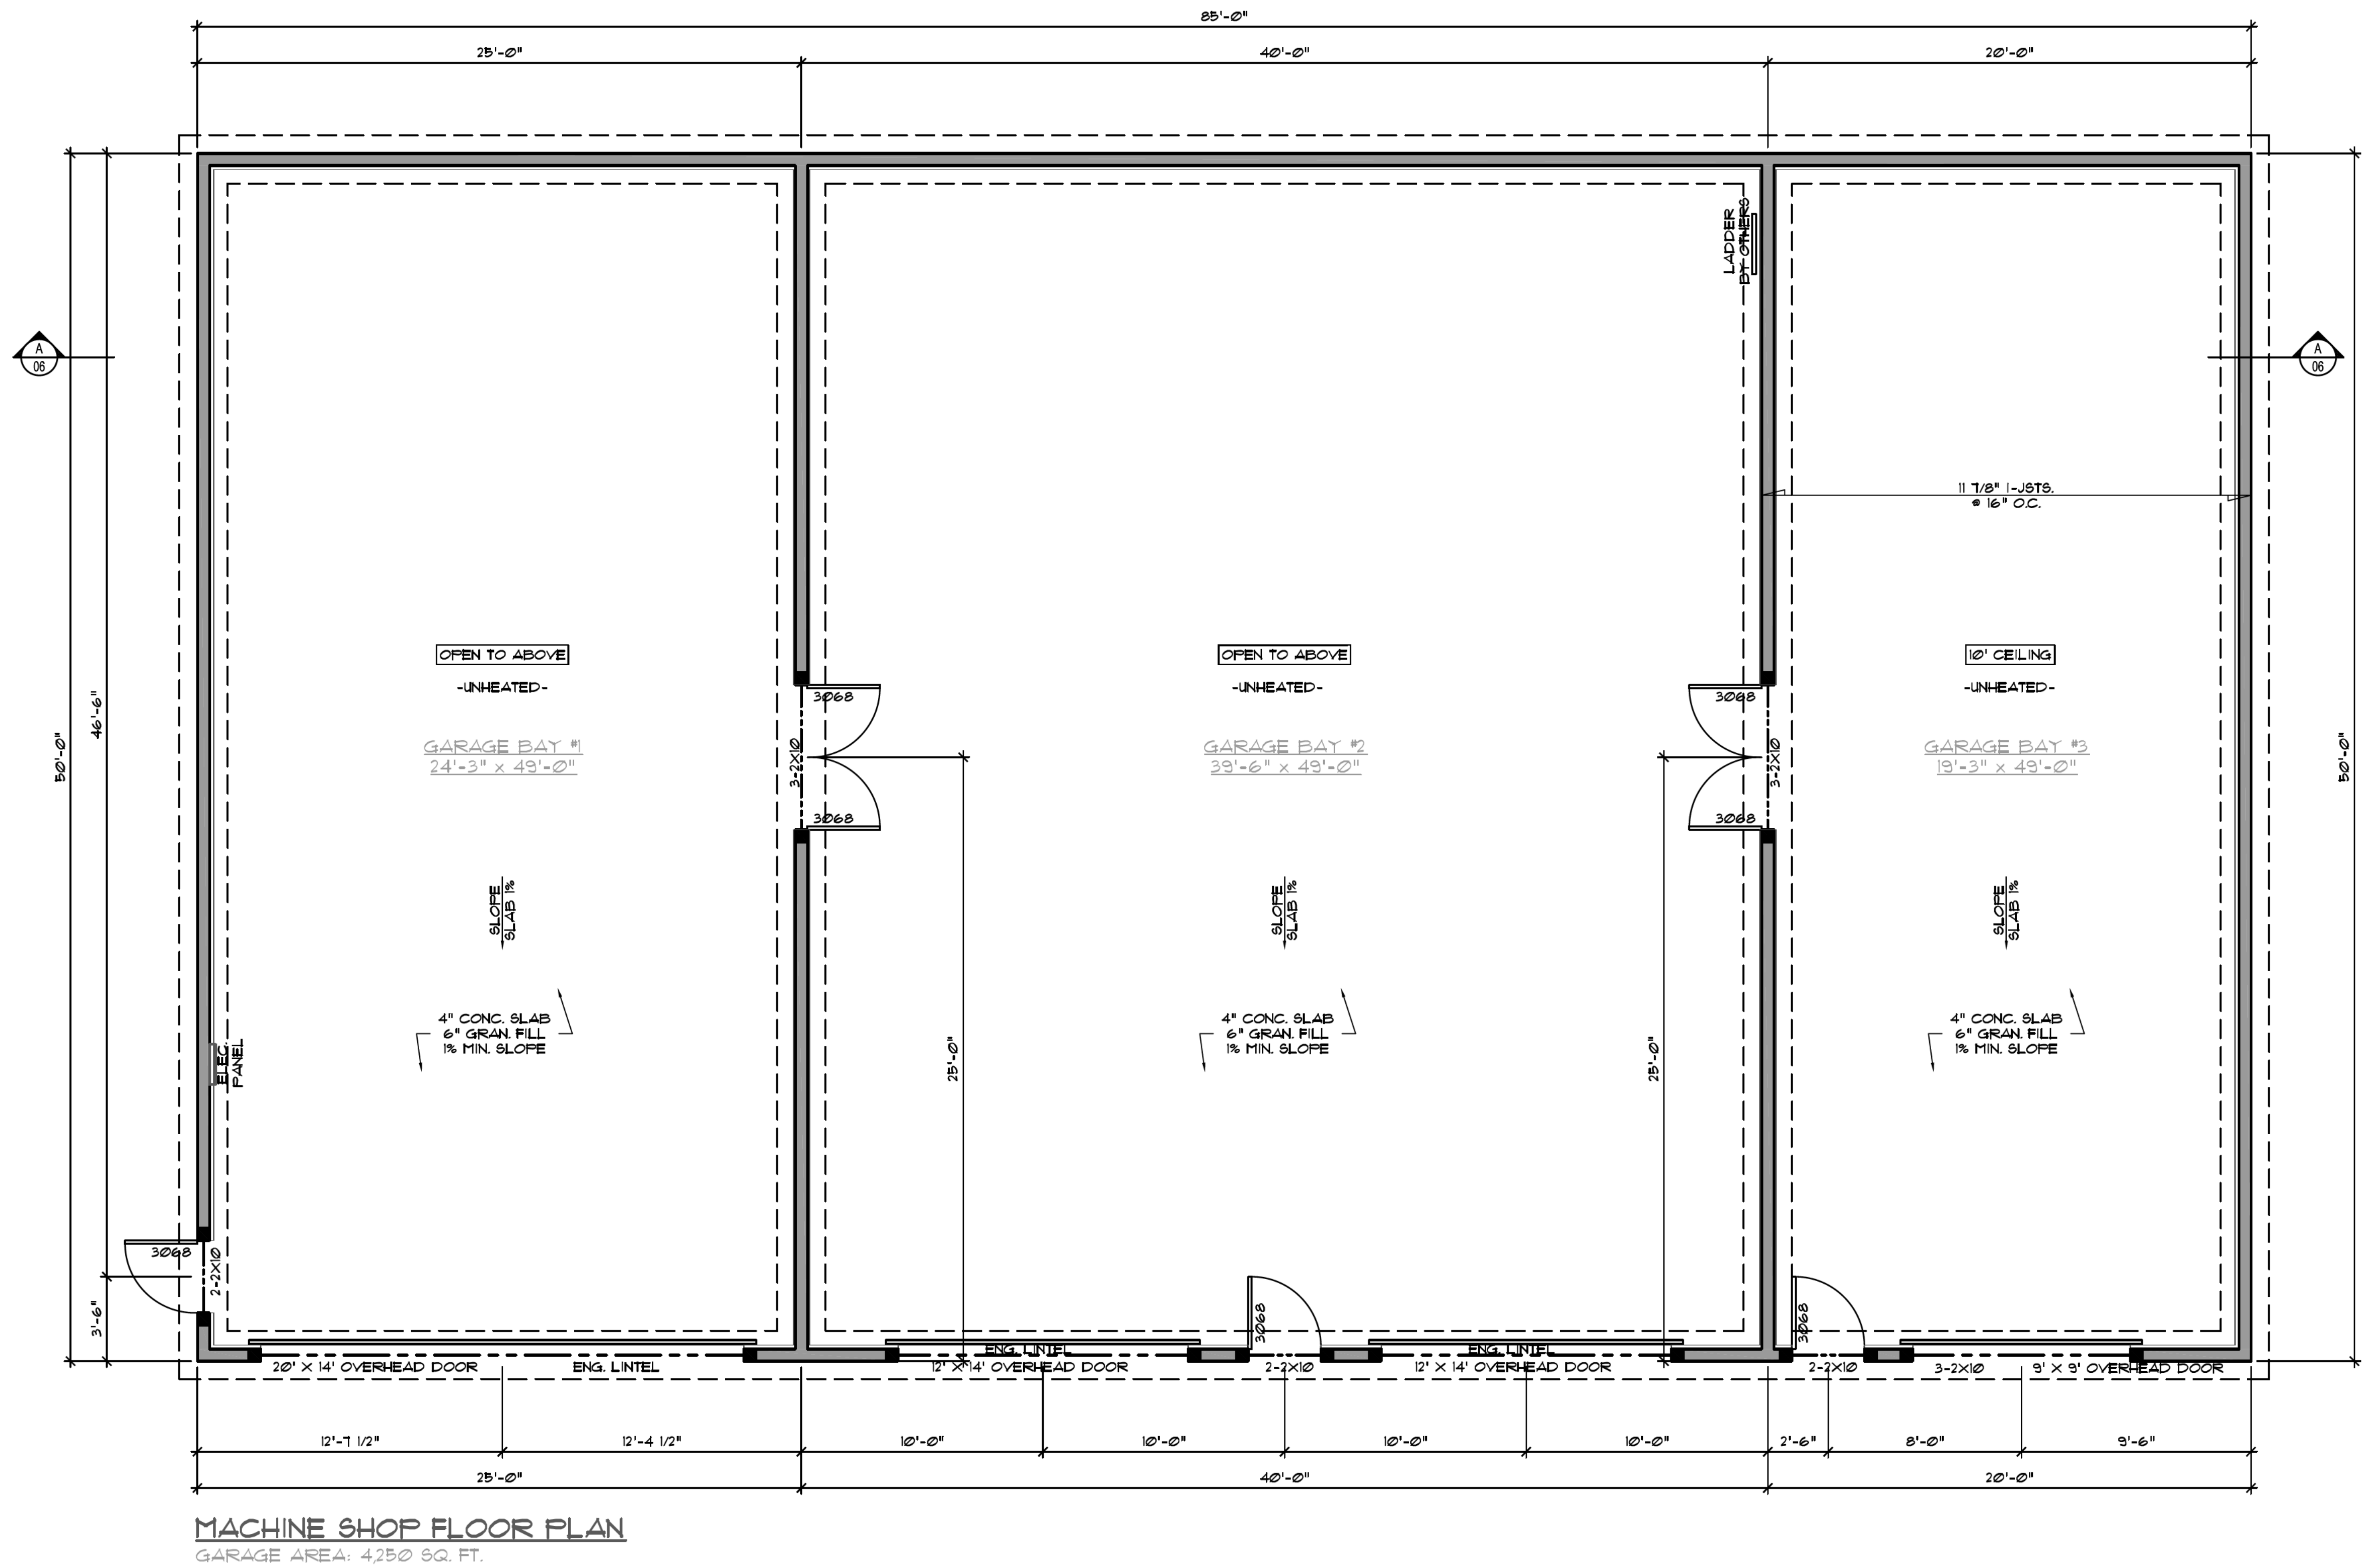 85'-0"
25'-0"
40'-0"
20'-0"
LADDER
BY OTHERS
A
06
A
06
11 7/8" I-JSTS.
@ 16" O.C.
OPEN TO ABOVE
OPEN TO ABOVE
10' CEILING
-UNHEATED-
-UNHEATED-
-UNHEATED-
3068
3068
46'-6"
50'-0"
50'-0"
GARAGE BAY #1
24'-3" x 49'-0"
3-2X10
GARAGE BAY #2
39'-6" x 49'-0"
3-2X10
GARAGE BAY #3
19'-3" x 49'-0"
3068
3068
SLOPE
SLAB 1%
SLOPE
SLAB 1%
SLOPE
SLAB 1%
4" CONC. SLAB
6" GRAN. FILL
1% MIN. SLOPE
4" CONC. SLAB
6" GRAN. FILL
1% MIN. SLOPE
4" CONC. SLAB
6" GRAN. FILL
1% MIN. SLOPE
ELEC.
PANEL
25'-0"
25'-0"
3068
2-2X10
3'-6"
3068
3068
20' X 14' OVERHEAD DOOR
ENG. LINTEL
ENG. LINTEL
12' X 14' OVERHEAD DOOR
2-2X10
ENG. LINTEL
12' X 14' OVERHEAD DOOR
2-2X10
3-2X10
9' X 9' OVERHEAD DOOR
12'-7 1/2"
12'-4 1/2"
10'-0"
10'-0"
10'-0"
10'-0"
2'-6"
8'-0"
9'-6"
25'-0"
40'-0"
20'-0"
MACHINE SHOP FLOOR PLAN
GARAGE AREA: 4,250 SQ. FT.